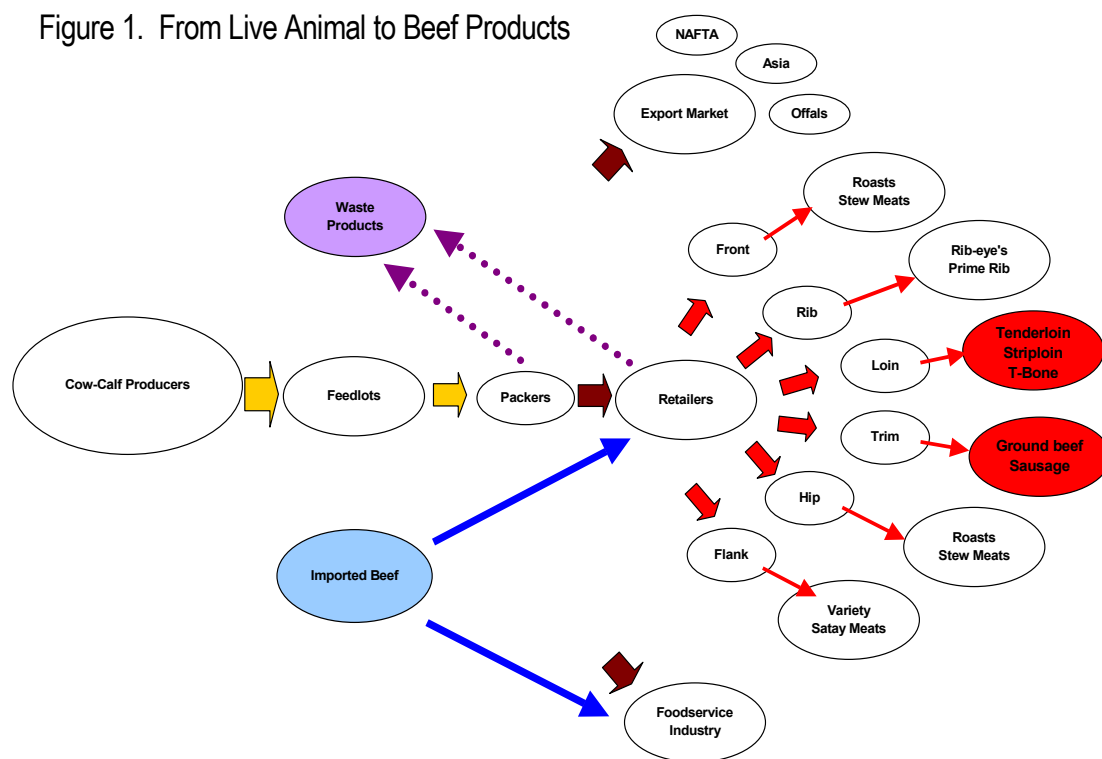 Figure 1. From Live Animal to Beef Products
NAFTA
Asia
Export Market
Offals
Waste
Products
Roasts
Stew Meats
Front
Rib-eye's
Prime Rib
Rib
Tenderloin
Striploin
T-Bone
Loin
Cow-Calf Producers
Feedlots
Packers
Retailers
Trim
Ground beef
Sausage
Hip
Roasts
Stew Meats
Flank
Imported Beef
Variety
Satay Meats
Foodservice
Industry